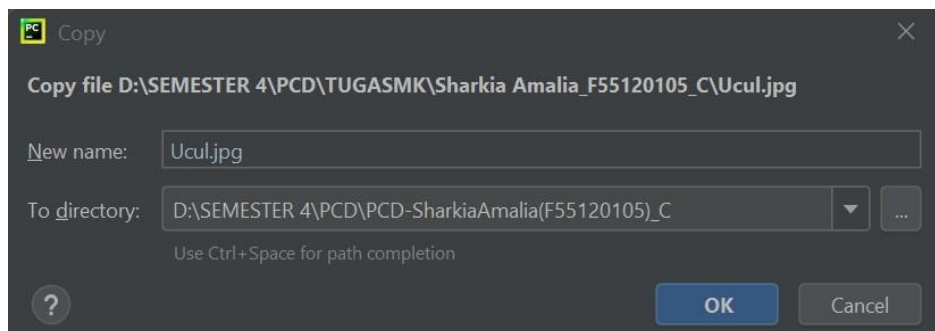 PC Copy
Copy file D:\SEMESTER 4\PCD\TUGASMK\Sharkia Amalia_F55120105_C\Ucul.jpg
New name: Ucul.jpg
To directory: D:\SEMESTER 4\PCD\PCD-SharkiaAmalia(F55120105)_C ...
Use Ctrl+Space for path completion
? OK Cancel